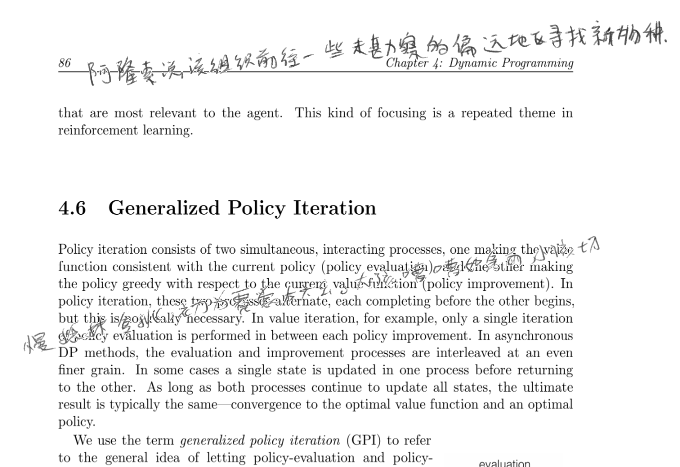 阿隆索说该组织前往一些未勘察的偏远地区寻找新物种.
86 Chapter 4: Dynamic Programming
that are most relevant to the agent. This kind of focusing is a repeated theme in
reinforcement learning.
4.6 Generalized Policy Iteration
Policy iteration consists of two simultaneous, interacting processes, one making the value
function consistent with the current policy (policy evaluation), and the other making
the policy greedy with respect to the current value function (policy improvement). In
policy iteration, these two processes alternate, each completing before the other begins,
but this is not really necessary. In value iteration, for example, only a single iteration
of policy evaluation is performed in between each policy improvement. In asynchronous
DP methods, the evaluation and improvement processes are interleaved at an even
finer grain. In some cases a single state is updated in one process before returning
to the other. As long as both processes continue to update all states, the ultimate
result is typically the same—convergence to the optimal value function and an optimal
policy.
We use the term generalized policy iteration (GPI) to refer
to the general idea of letting policy-evaluation and policy-
evaluation